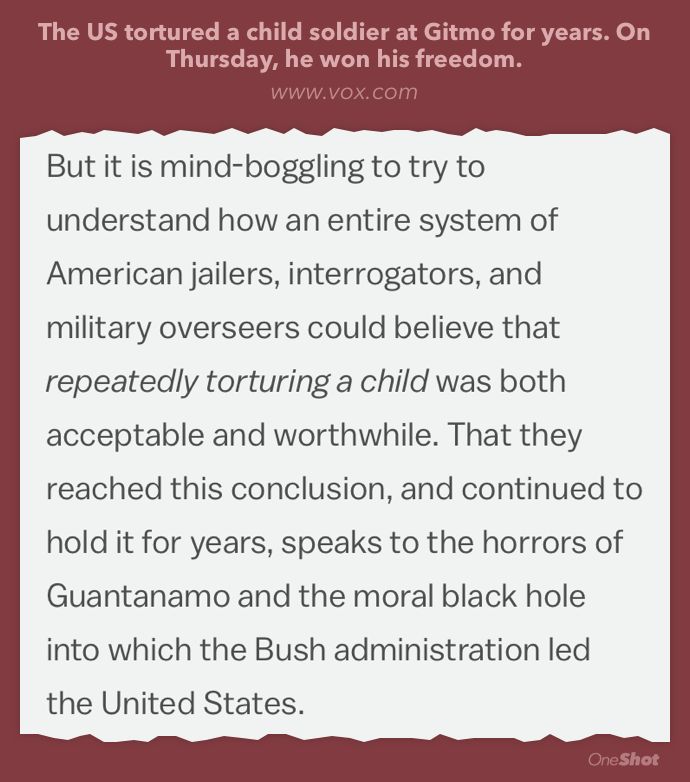 The US tortured a child soldier at Gitmo for years. On
Thursday, he won his freedom.
www.vox.com
But it is mind-boggling to try to
understand how an entire system of
American jailers, interrogators, and
military overseers could believe that
repeatedly torturing a child was both
acceptable and worthwhile. That they
reached this conclusion, and continued to
hold it for years, speaks to the horrors of
Guantanamo and the moral black hole
into which the Bush administration led
the United States.
OneShot